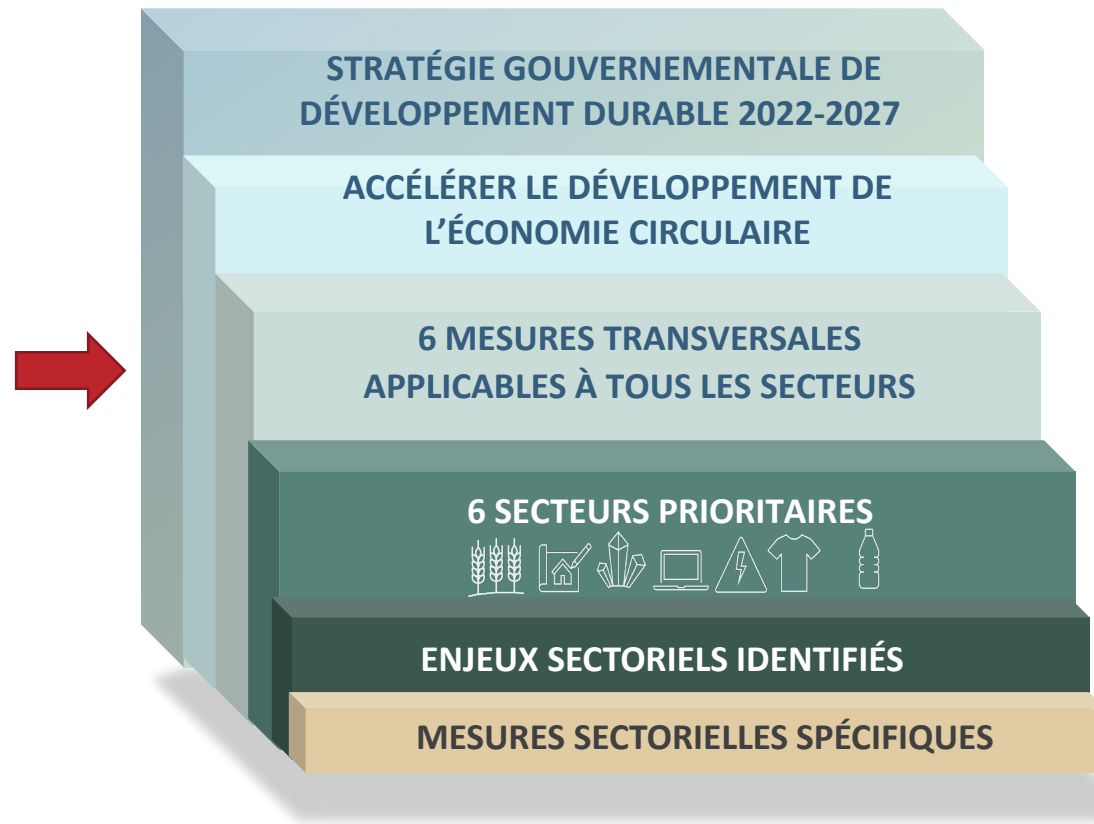 STRATÉGIE GOUVERNEMENTALE DE
DÉVELOPPEMENT DURABLE 2022-2027
ACCÉLÉRER LE DÉVELOPPEMENT DE
L'ÉCONOMIE CIRCULAIRE
6 MESURES TRANSVERSALES
APPLICABLES À TOUS LES SECTEURS
6 SECTEURS PRIORITAIRES
ENJEUX SECTORIELS IDENTIFIÉS
MESURES SECTORIELLES SPÉCIFIQUES